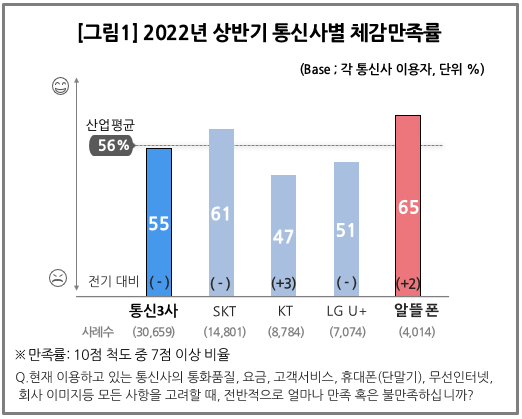 [그림1] 2022년 상반기 통신사별 체감만족률
(Base ; 각 통신사 이용자, 단위 %)
산업평균
56%
55
61
47
51
65
전기 대비 (-) (-) (+3) (-) (+2)
통신3사 SKT KT LG U+ 알뜰폰
사례수 (30,659) (14,801) (8,784) (7,074) (4,014)
※ 만족률: 10점 척도 중 7점 이상 비율
Q.현재 이용하고 있는 통신사의 통화품질, 요금, 고객서비스, 휴대폰(단말기), 무선인터넷,
회사 이미지등 모든 사항을 고려할 때, 전반적으로 얼마나 만족 혹은 불만족하십니까?